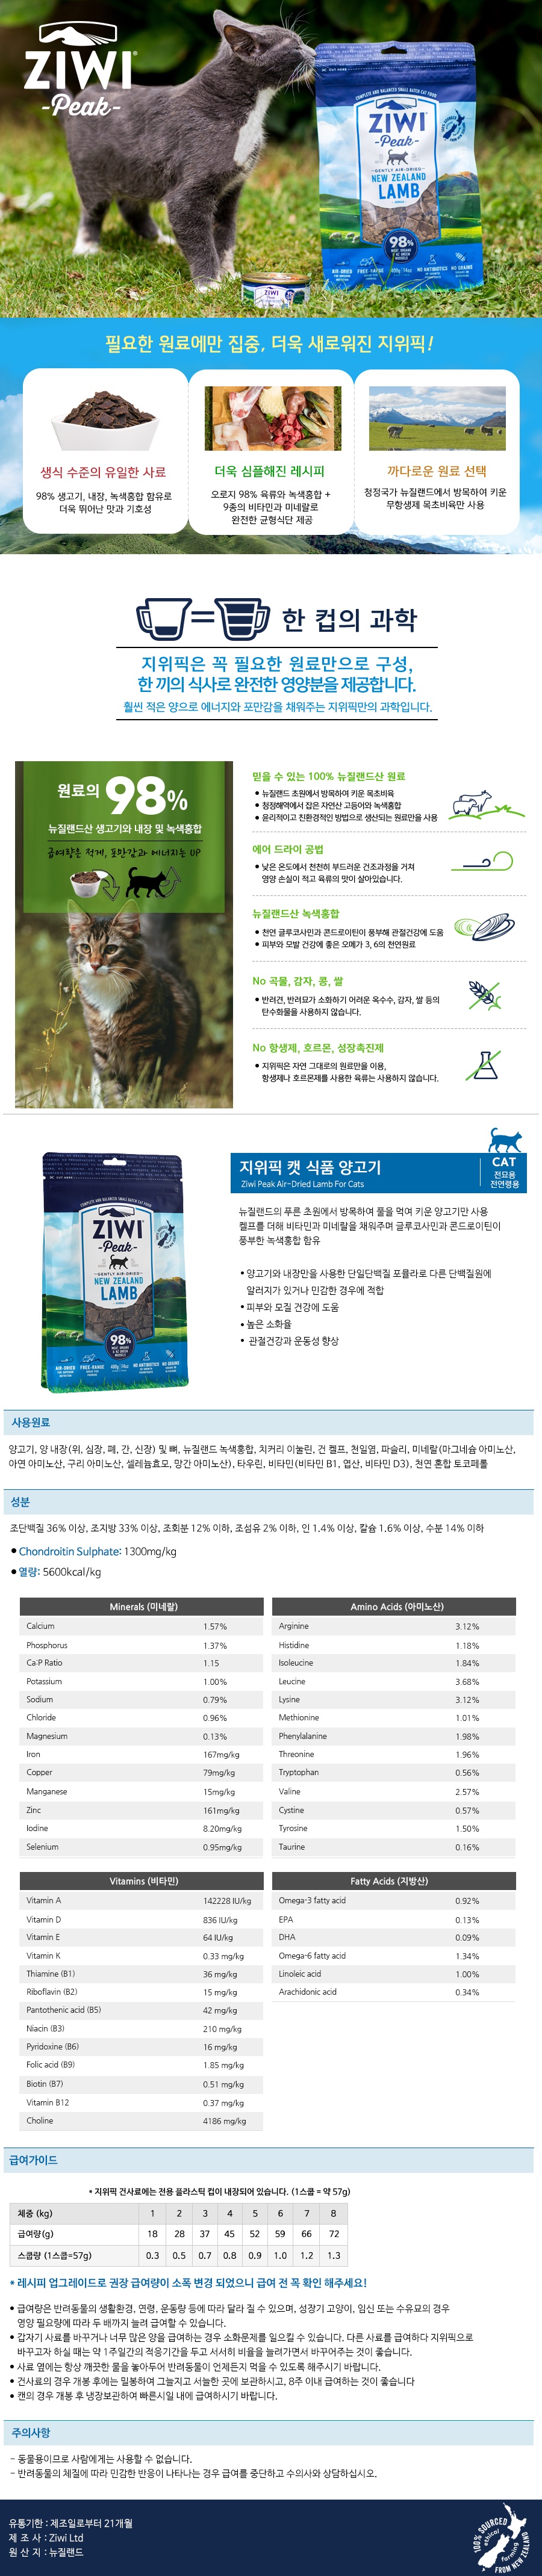 ZIWI
-Peak-
COMPLETE AND BALANCED SMALL BATCH CAT FOOD
ZIWI
-Peak-
GENTLY AIR-DRIED
NEW ZEALAND
LAMB
98%
ZIWI
필요한 원료에만 집중, 더욱 새로워진 지위픽!
생식 수준의 유일한 사료
98% 생고기, 내장, 녹색홍합 함유로
더욱 뛰어난 맛과 기호성
더욱 심플해진 레시피
오로지 98% 육류와 녹색홍합 +
9종의 비타민과 미네랄로
완전한 균형식단 제공
까다로운 원료 선택
청정국가 뉴질랜드에서 방목하여 키운
무항생제 목초비육만 사용
= 한 컵의 과학
지위픽은 꼭 필요한 원료만으로 구성,
한 끼의 식사로 완전한 영양분을 제공합니다.
훨씬 적은 양으로 에너지와 포만감을 채워주는 지위픽만의 과학입니다.
원료의 98%
뉴질랜드산 생고기와 내장 및 녹색홍합
급여량은 적게, 포만감과 에너지는 UP
믿을 수 있는 100% 뉴질랜드산 원료
• 뉴질랜드 초원에서 방목하여 키운 목초비육
• 청정해역에서 잡은 자연산 고등어와 녹색홍합
• 윤리적이고 친환경적인 방법으로 생산되는 원료만을 사용
에어 드라이 공법
• 낮은 온도에서 천천히 부드러운 건조과정을 거쳐
영양 손실이 적고 육류의 맛이 살아있습니다.
뉴질랜드산 녹색홍합
• 천연 글루코사민과 콘드로이틴이 풍부해 관절건강에 도움
• 피부와 모발 건강에 좋은 오메가 3, 6의 천연원료
No 곡물, 감자, 콩, 쌀
• 반려견, 반려묘가 소화하기 어려운 옥수수, 감자, 쌀 등의
탄수화물을 사용하지 않습니다.
No 항생제, 호르몬, 성장촉진제
• 지위픽은 자연 그대로의 원료만을 이용,
항생제나 호르몬제를 사용한 육류는 사용하지 않습니다.
지위픽 캣 식품 양고기
Ziwi Peak Air-Dried Lamb For Cats
CAT
전묘용
전연령용
뉴질랜드의 푸른 초원에서 방목하여 풀을 먹여 키운 양고기만 사용
켈프를 더해 비타민과 미네랄을 채워주며 글루코사민과 콘드로이틴이
풍부한 녹색홍합 함유
• 양고기와 내장만을 사용한 단일단백질 포뮬라로 다른 단백질원에
알러지가 있거나 민감한 경우에 적합
• 피부와 모질 건강에 도움
• 높은 소화율
• 관절건강과 운동성 향상
ZIWI
-Peak-
GENTLY AIR-DRIED
NEW ZEALAND
LAMB
98%
사용원료
양고기, 양 내장(위, 심장, 폐, 간, 신장) 및 뼈, 뉴질랜드 녹색홍합, 치커리 이눌린, 건 켈프, 천일염, 파슬리, 미네랄(마그네슘 아미노산,
아연 아미노산, 구리 아미노산, 셀레늄효모, 망간 아미노산), 타우린, 비타민(비타민 B1, 엽산, 비타민 D3), 천연 혼합 토코페롤
성분
조단백질 36% 이상, 조지방 33% 이상, 조회분 12% 이하, 조섬유 2% 이하, 인 1.4% 이상, 칼슘 1.6% 이상, 수분 14% 이하
• Chondroitin Sulphate: 1300mg/kg
• 열량: 5600kcal/kg
Minerals (미네랄)
Calcium 1.57%
Phosphorus 1.37%
Ca:P Ratio 1.15
Potassium 1.00%
Sodium 0.79%
Chloride 0.96%
Magnesium 0.13%
Iron 167mg/kg
Copper 79mg/kg
Manganese 15mg/kg
Zinc 161mg/kg
Iodine 8.20mg/kg
Selenium 0.95mg/kg
Amino Acids (아미노산)
Arginine 3.12%
Histidine 1.18%
Isoleucine 1.84%
Leucine 3.68%
Lysine 3.12%
Methionine 1.01%
Phenylalanine 1.98%
Threonine 1.96%
Tryptophan 0.56%
Valine 2.57%
Cystine 0.57%
Tyrosine 1.50%
Taurine 0.16%
Vitamins (비타민)
Vitamin A 142228 IU/kg
Vitamin D 836 IU/kg
Vitamin E 64 IU/kg
Vitamin K 0.33 mg/kg
Thiamine (B1) 36 mg/kg
Riboflavin (B2) 15 mg/kg
Pantothenic acid (B5) 42 mg/kg
Niacin (B3) 210 mg/kg
Pyridoxine (B6) 16 mg/kg
Folic acid (B9) 1.85 mg/kg
Biotin (B7) 0.51 mg/kg
Vitamin B12 0.37 mg/kg
Choline 4186 mg/kg
Fatty Acids (지방산)
Omega-3 fatty acid 0.92%
EPA 0.13%
DHA 0.09%
Omega-6 fatty acid 1.34%
Linoleic acid 1.00%
Arachidonic acid 0.34%
급여가이드
* 지위픽 건사료에는 전용 플라스틱 컵이 내장되어 있습니다. (1스쿱 = 약 57g)
체중 (kg) 1 2 3 4 5 6 7 8
급여량(g) 18 28 37 45 52 59 66 72
스쿱량 (1스쿱=57g) 0.3 0.5 0.7 0.8 0.9 1.0 1.2 1.3
* 레시피 업그레이드로 권장 급여량이 소폭 변경 되었으니 급여 전 꼭 확인 해주세요!
• 급여량은 반려동물의 생활환경, 연령, 운동량 등에 따라 달라 질 수 있으며, 성장기 고양이, 임신 또는 수유묘의 경우
영양 필요량에 따라 두 배까지 늘려 급여할 수 있습니다.
• 갑자기 사료를 바꾸거나 너무 많은 양을 급여하는 경우 소화문제를 일으킬 수 있습니다. 다른 사료를 급여하다 지위픽으로
바꾸고자 하실 때는 약 1주일간의 적응기간을 두고 서서히 비율을 늘려가면서 바꾸어주는 것이 좋습니다.
• 사료 옆에는 항상 깨끗한 물을 놓아두어 반려동물이 언제든지 먹을 수 있도록 해주시기 바랍니다.
• 건사료의 경우 개봉 후에는 밀봉하여 그늘지고 서늘한 곳에 보관하시고, 8주 이내 급여하는 것이 좋습니다
• 캔의 경우 개봉 후 냉장보관하여 빠른시일 내에 급여하시기 바랍니다.
주의사항
- 동물용이므로 사람에게는 사용할 수 없습니다.
- 반려동물의 체질에 따라 민감한 반응이 나타나는 경우 급여를 중단하고 수의사와 상담하십시오.
유통기한 : 제조일로부터 21개월
제 조 사 : Ziwi Ltd
원 산 지 : 뉴질랜드
100% SOURCED
ethical farming
FROM NEW ZEALAND